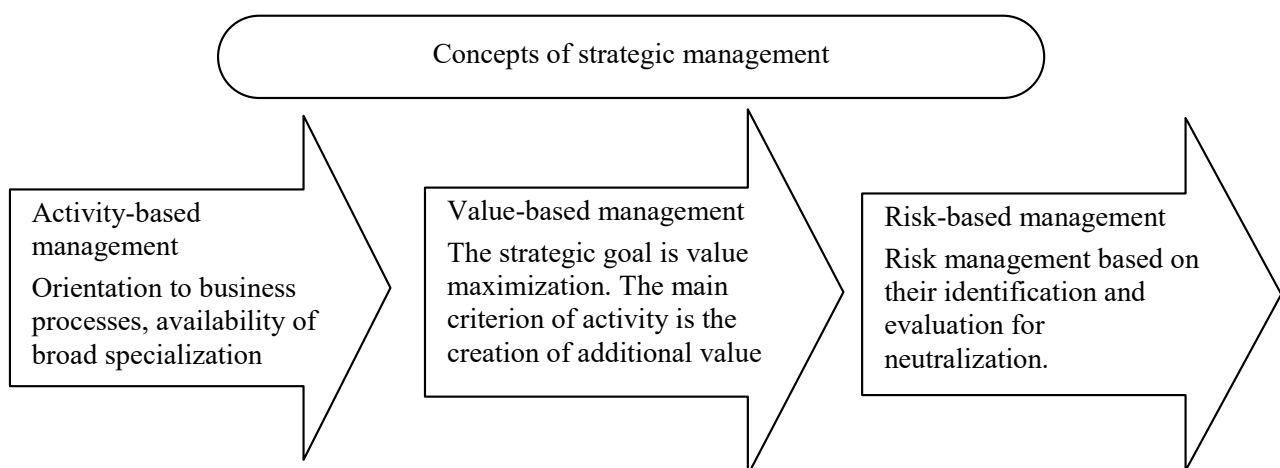 Concepts of strategic management
Activity-based
management
Orientation to business
processes, availability of
broad specialization
Value-based management
The strategic goal is value
maximization. The main
criterion of activity is the
creation of additional value
Risk-based management
Risk management based on
their identification and
evaluation for
neutralization.